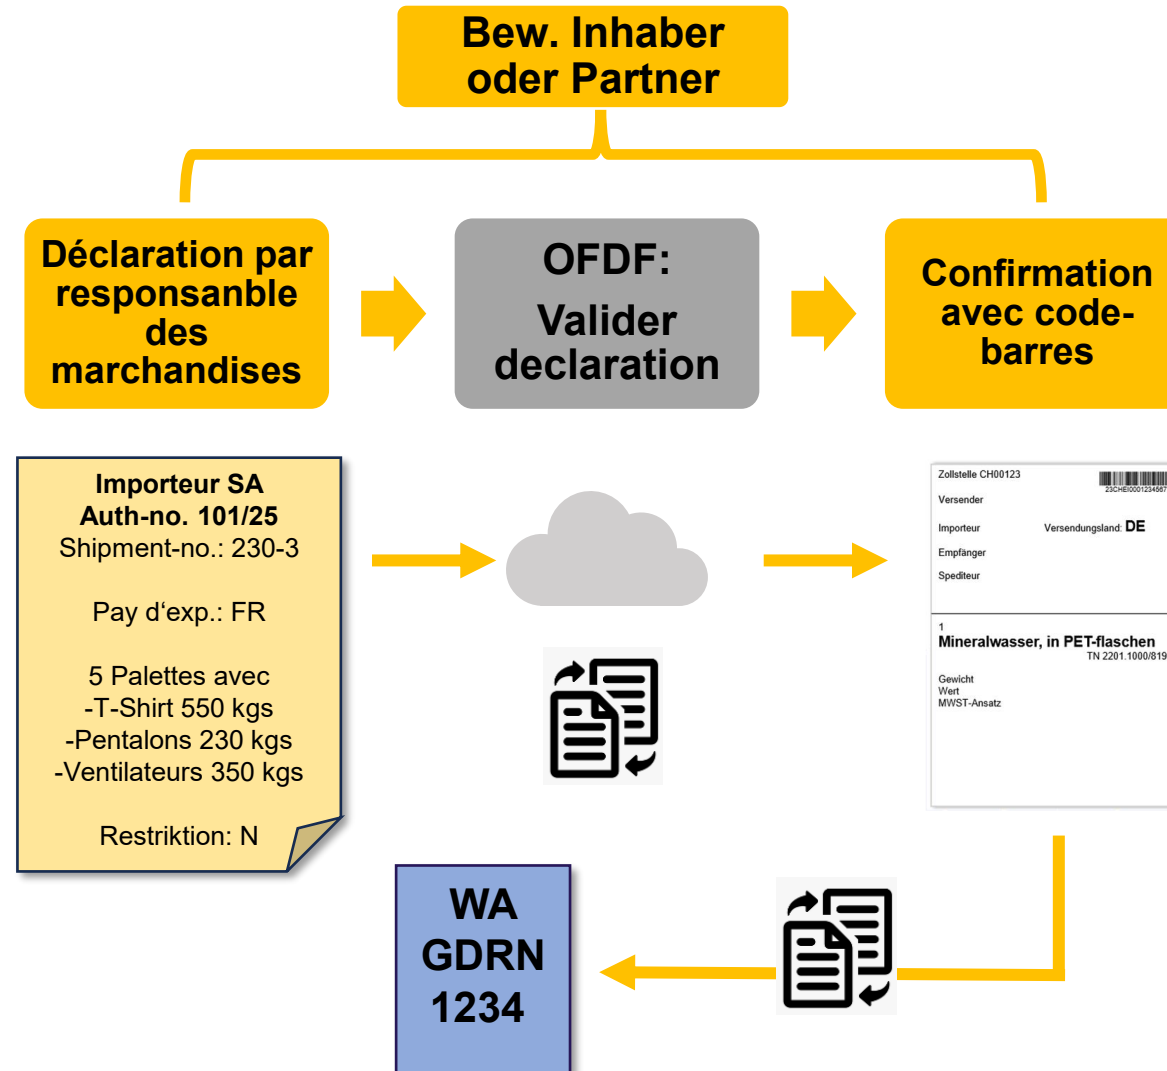 Bew. Inhaber
oder Partner
Déclaration par
responsanble
des
marchandises
OFDF:
Valider
declaration
Confirmation
avec code-
barres
Importeur SA
Auth-no. 101/25
Shipment-no.: 230-3
Pay d‘exp.: FR
5 Palettes avec
-T-Shirt 550 kgs
-Pentalons 230 kgs
-Ventilateurs 350 kgs
Restriktion: N
Zollstelle CH00123
23CHEI0001234567
Versender
Importeur Versendungsland: DE
Empfänger
Spediteur
1
Mineralwasser, in PET-flaschen
TN 2201.1000/819
Gewicht
Wert
MWST-Ansatz
WA
GDRN
1234